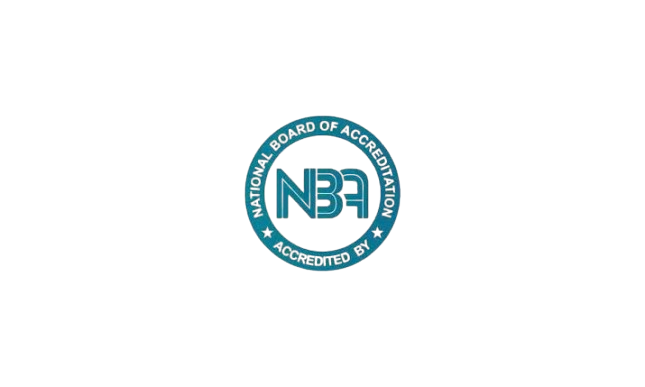 NATIONAL BOARD OF ACCREDITATION
NBA
ACCREDITED BY